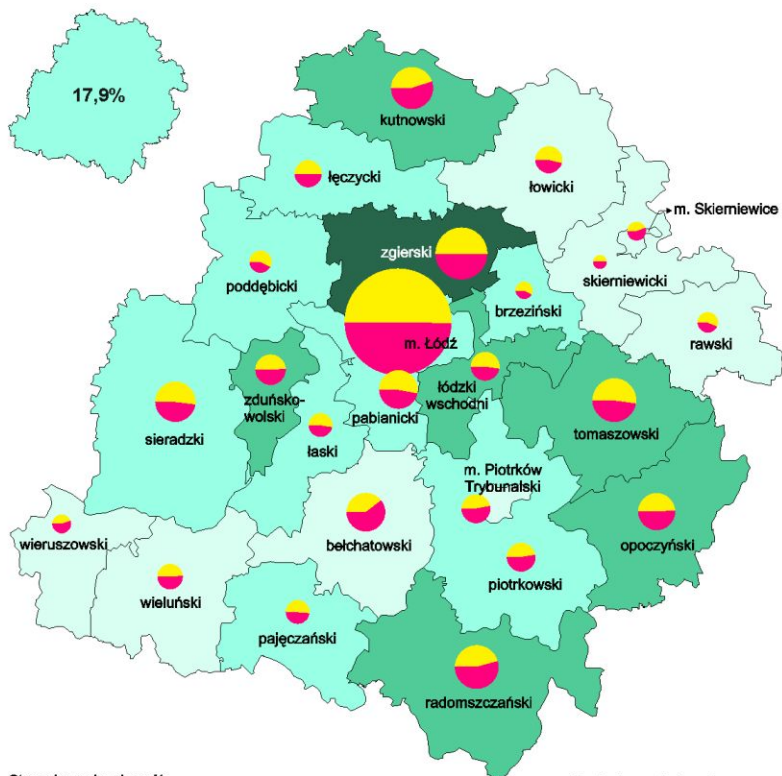 17,9%
kutnowski
łęczycki
łowicki
m. Skierniewice
zgierski
poddębicki
skierniewicki
brzeziński
rawski
m. Łódź
zduńsko-
wolski
łódzki
wschodni
sieradzki
łaski
pabianicki
tomaszowski
m. Piotrków
Trybunalski
wieruszowski
bełchatowski
opoczyński
wieluński
piotrkowski
pajęczański
radomszczański